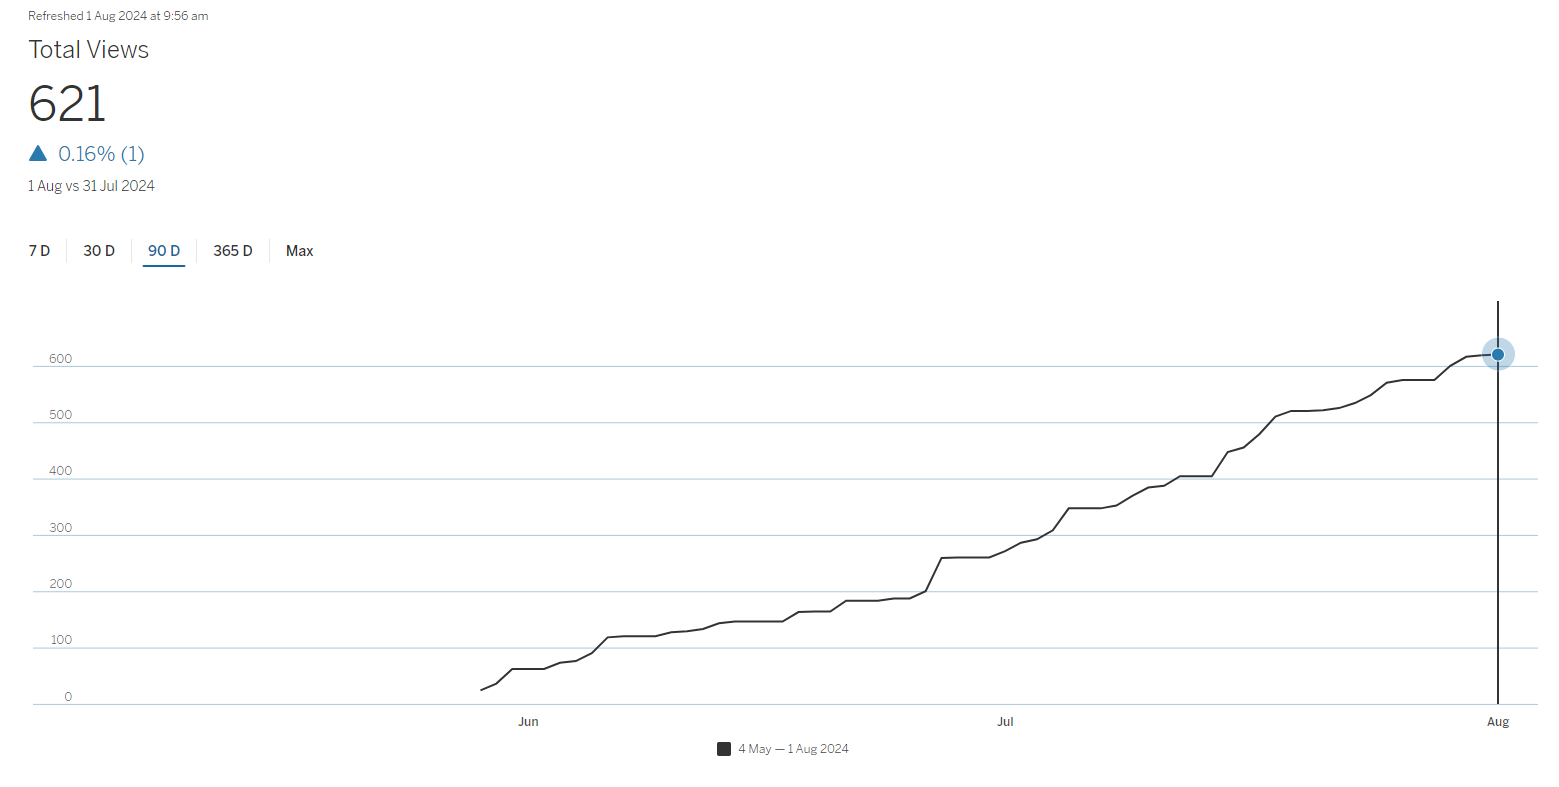 Refreshed 1 Aug 2024 at 9:56 am
Total Views
621
0.16% (1)
1 Aug vs 31 Jul 2024
7 D 30 D 90 D 365 D Max
600
500
400
300
200
100
0
Jun Jul Aug
4 May — 1 Aug 2024